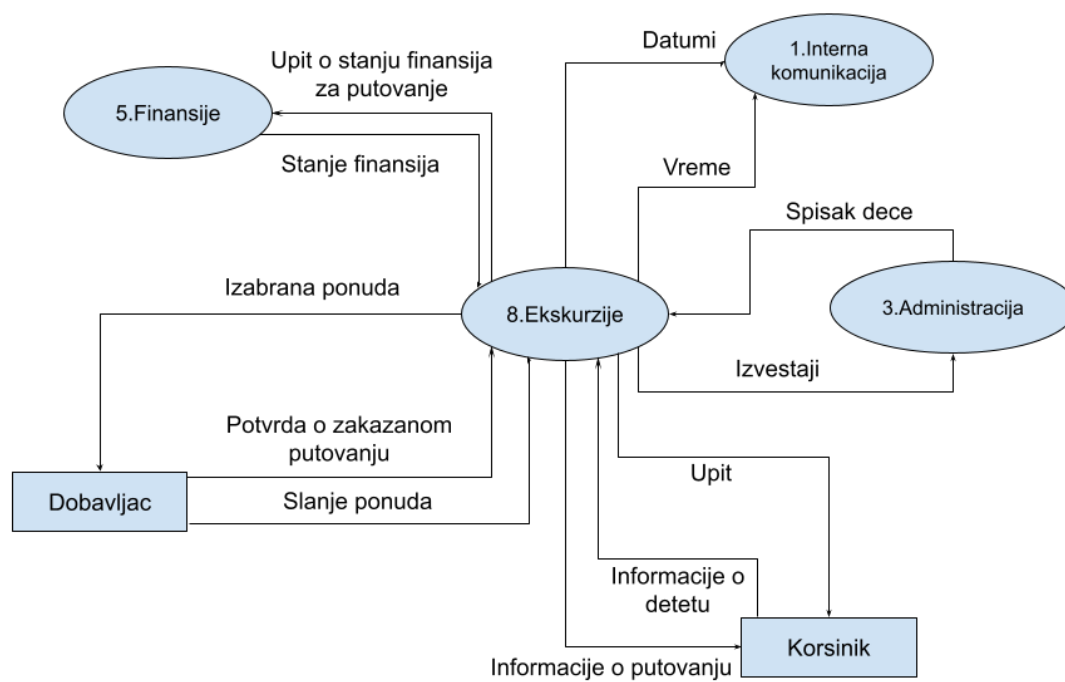 Datumi
1.Interna
komunikacija
Upit o stanju finansija
za putovanje
5.Finansije
Stanje finansija
Vreme
Spisak dece
Izabrana ponuda
8.Ekskurzije
3.Administracija
Izvestaji
Potvrda o zakazanom
putovanju
Upit
Dobavljac
Slanje ponuda
Informacije o
detetu
Korsinik
Informacije o putovanju